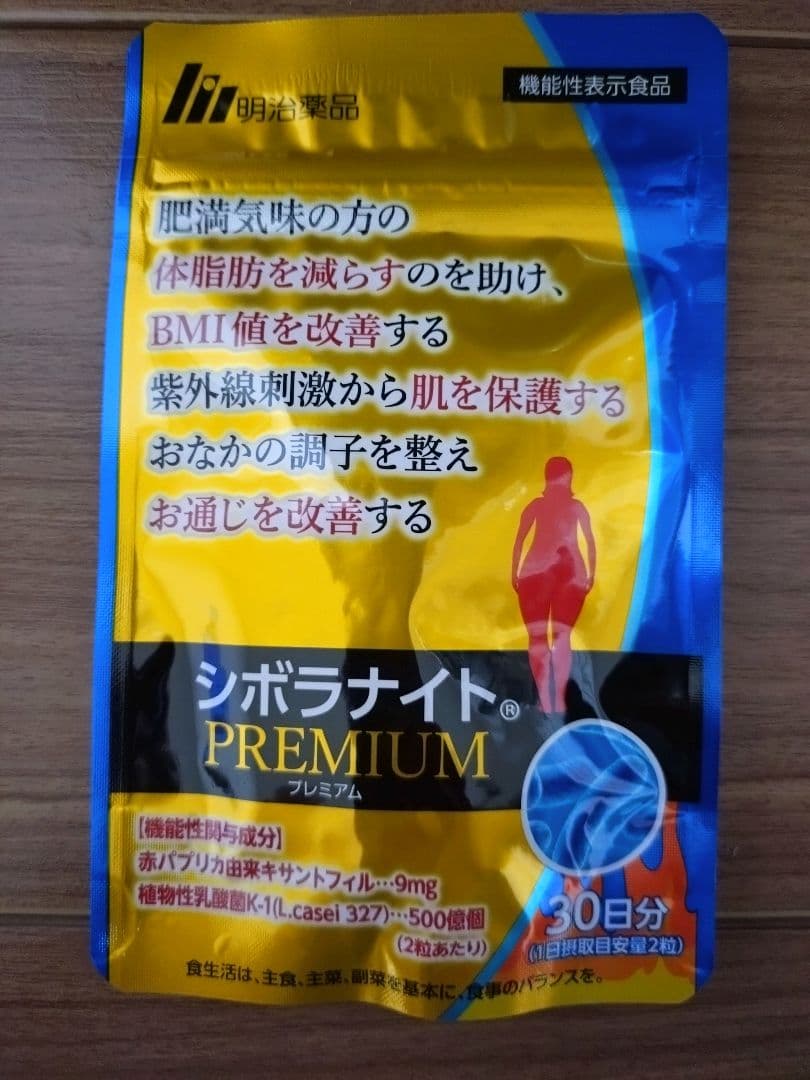 明治薬品
機能性表示食品
肥満気味の方の
体脂肪を減らすのを助け、
BMI値を改善する
紫外線刺激から肌を保護する
おなかの調子を整え
お通じを改善する
シボラナイト®
PREMIUM
プレミアム
【機能性関与成分】
赤パプリカ由来キサントフィル…9mg
植物性乳酸菌K-1(L.casei 327)…500億個
(2粒あたり)
30日分
(1日摂取目安量2粒)
食生活は、主食、主菜、副菜を基本に、食事のバランスを。